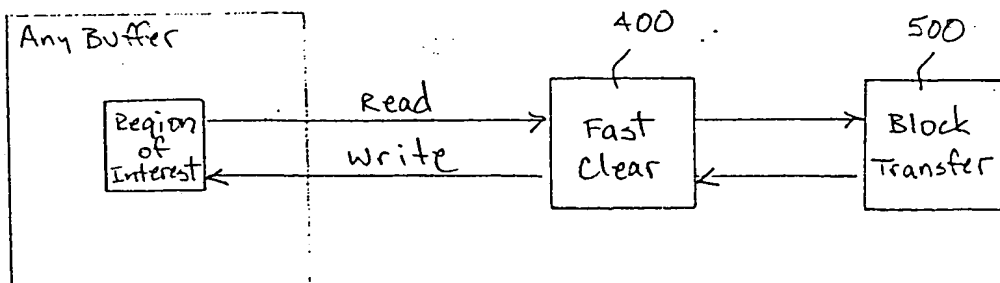 Any Buffer
400
500
Region
of
Interest
Read
Write
Fast
Clear
Block
Transfer